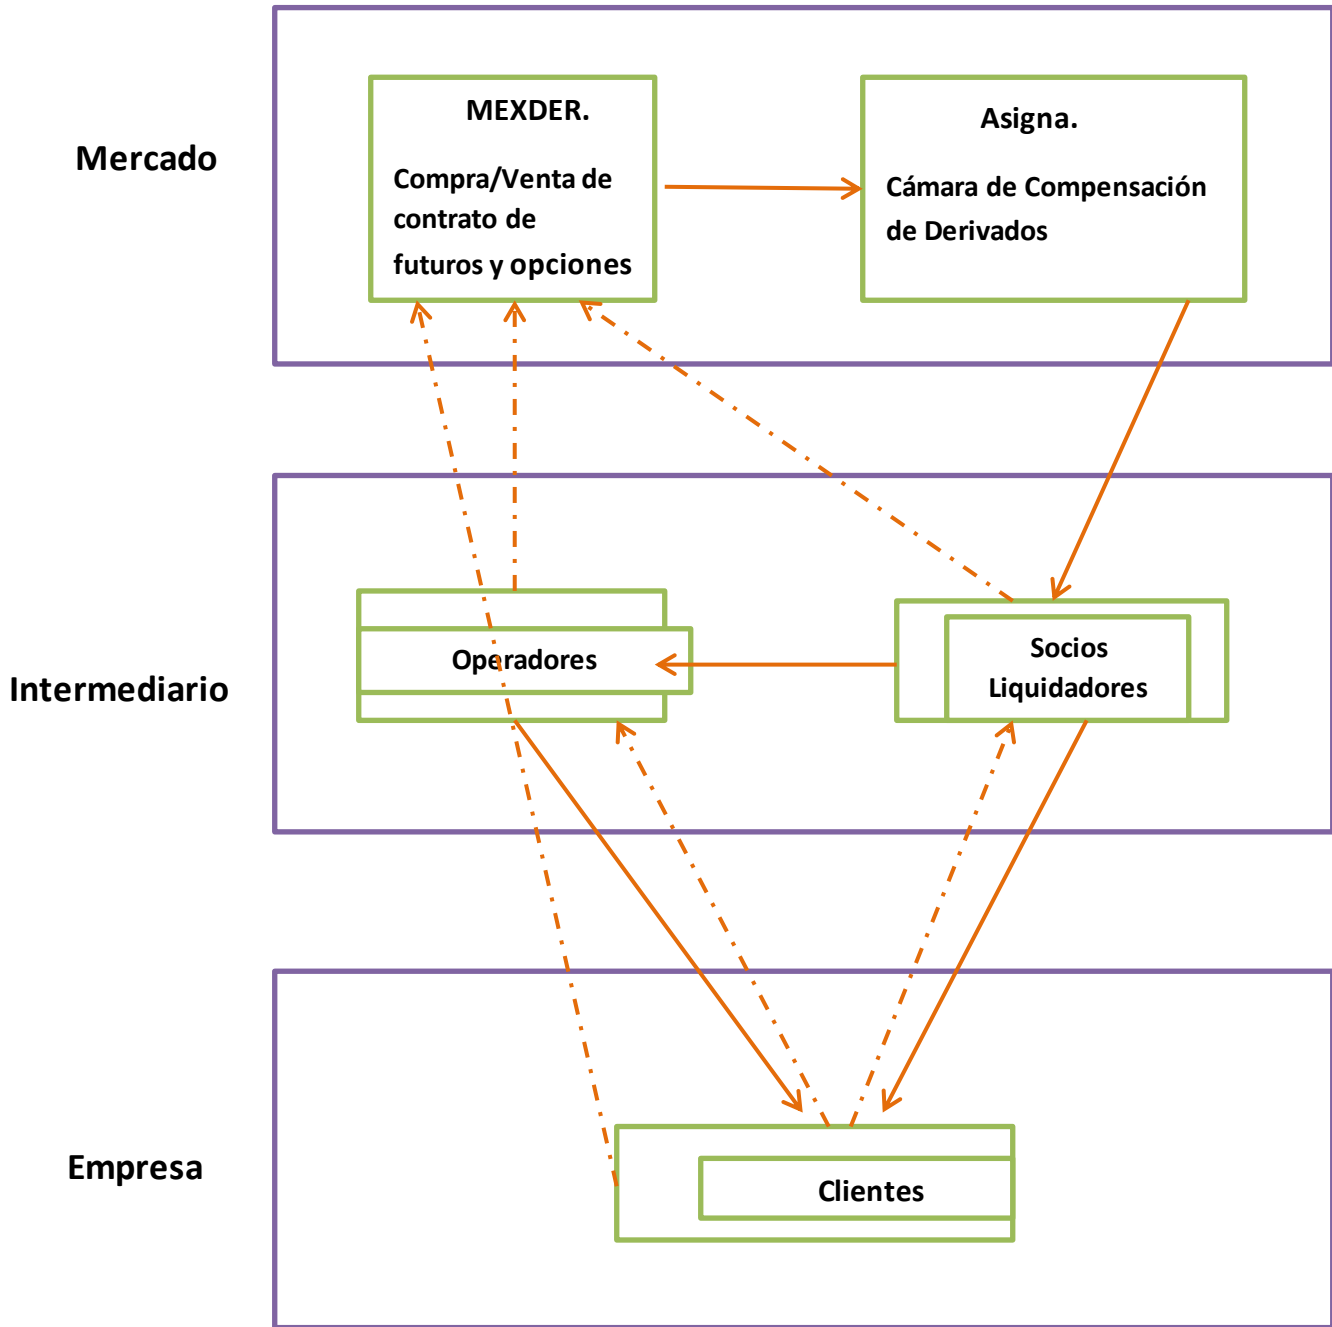 Mercado
MEXDER.
Compra/Venta de
contrato de
futuros y opciones
Asigna.
Cámara de Compensación
de Derivados
Intermediario
Operadores
Socios
Liquidadores
Empresa
Clientes